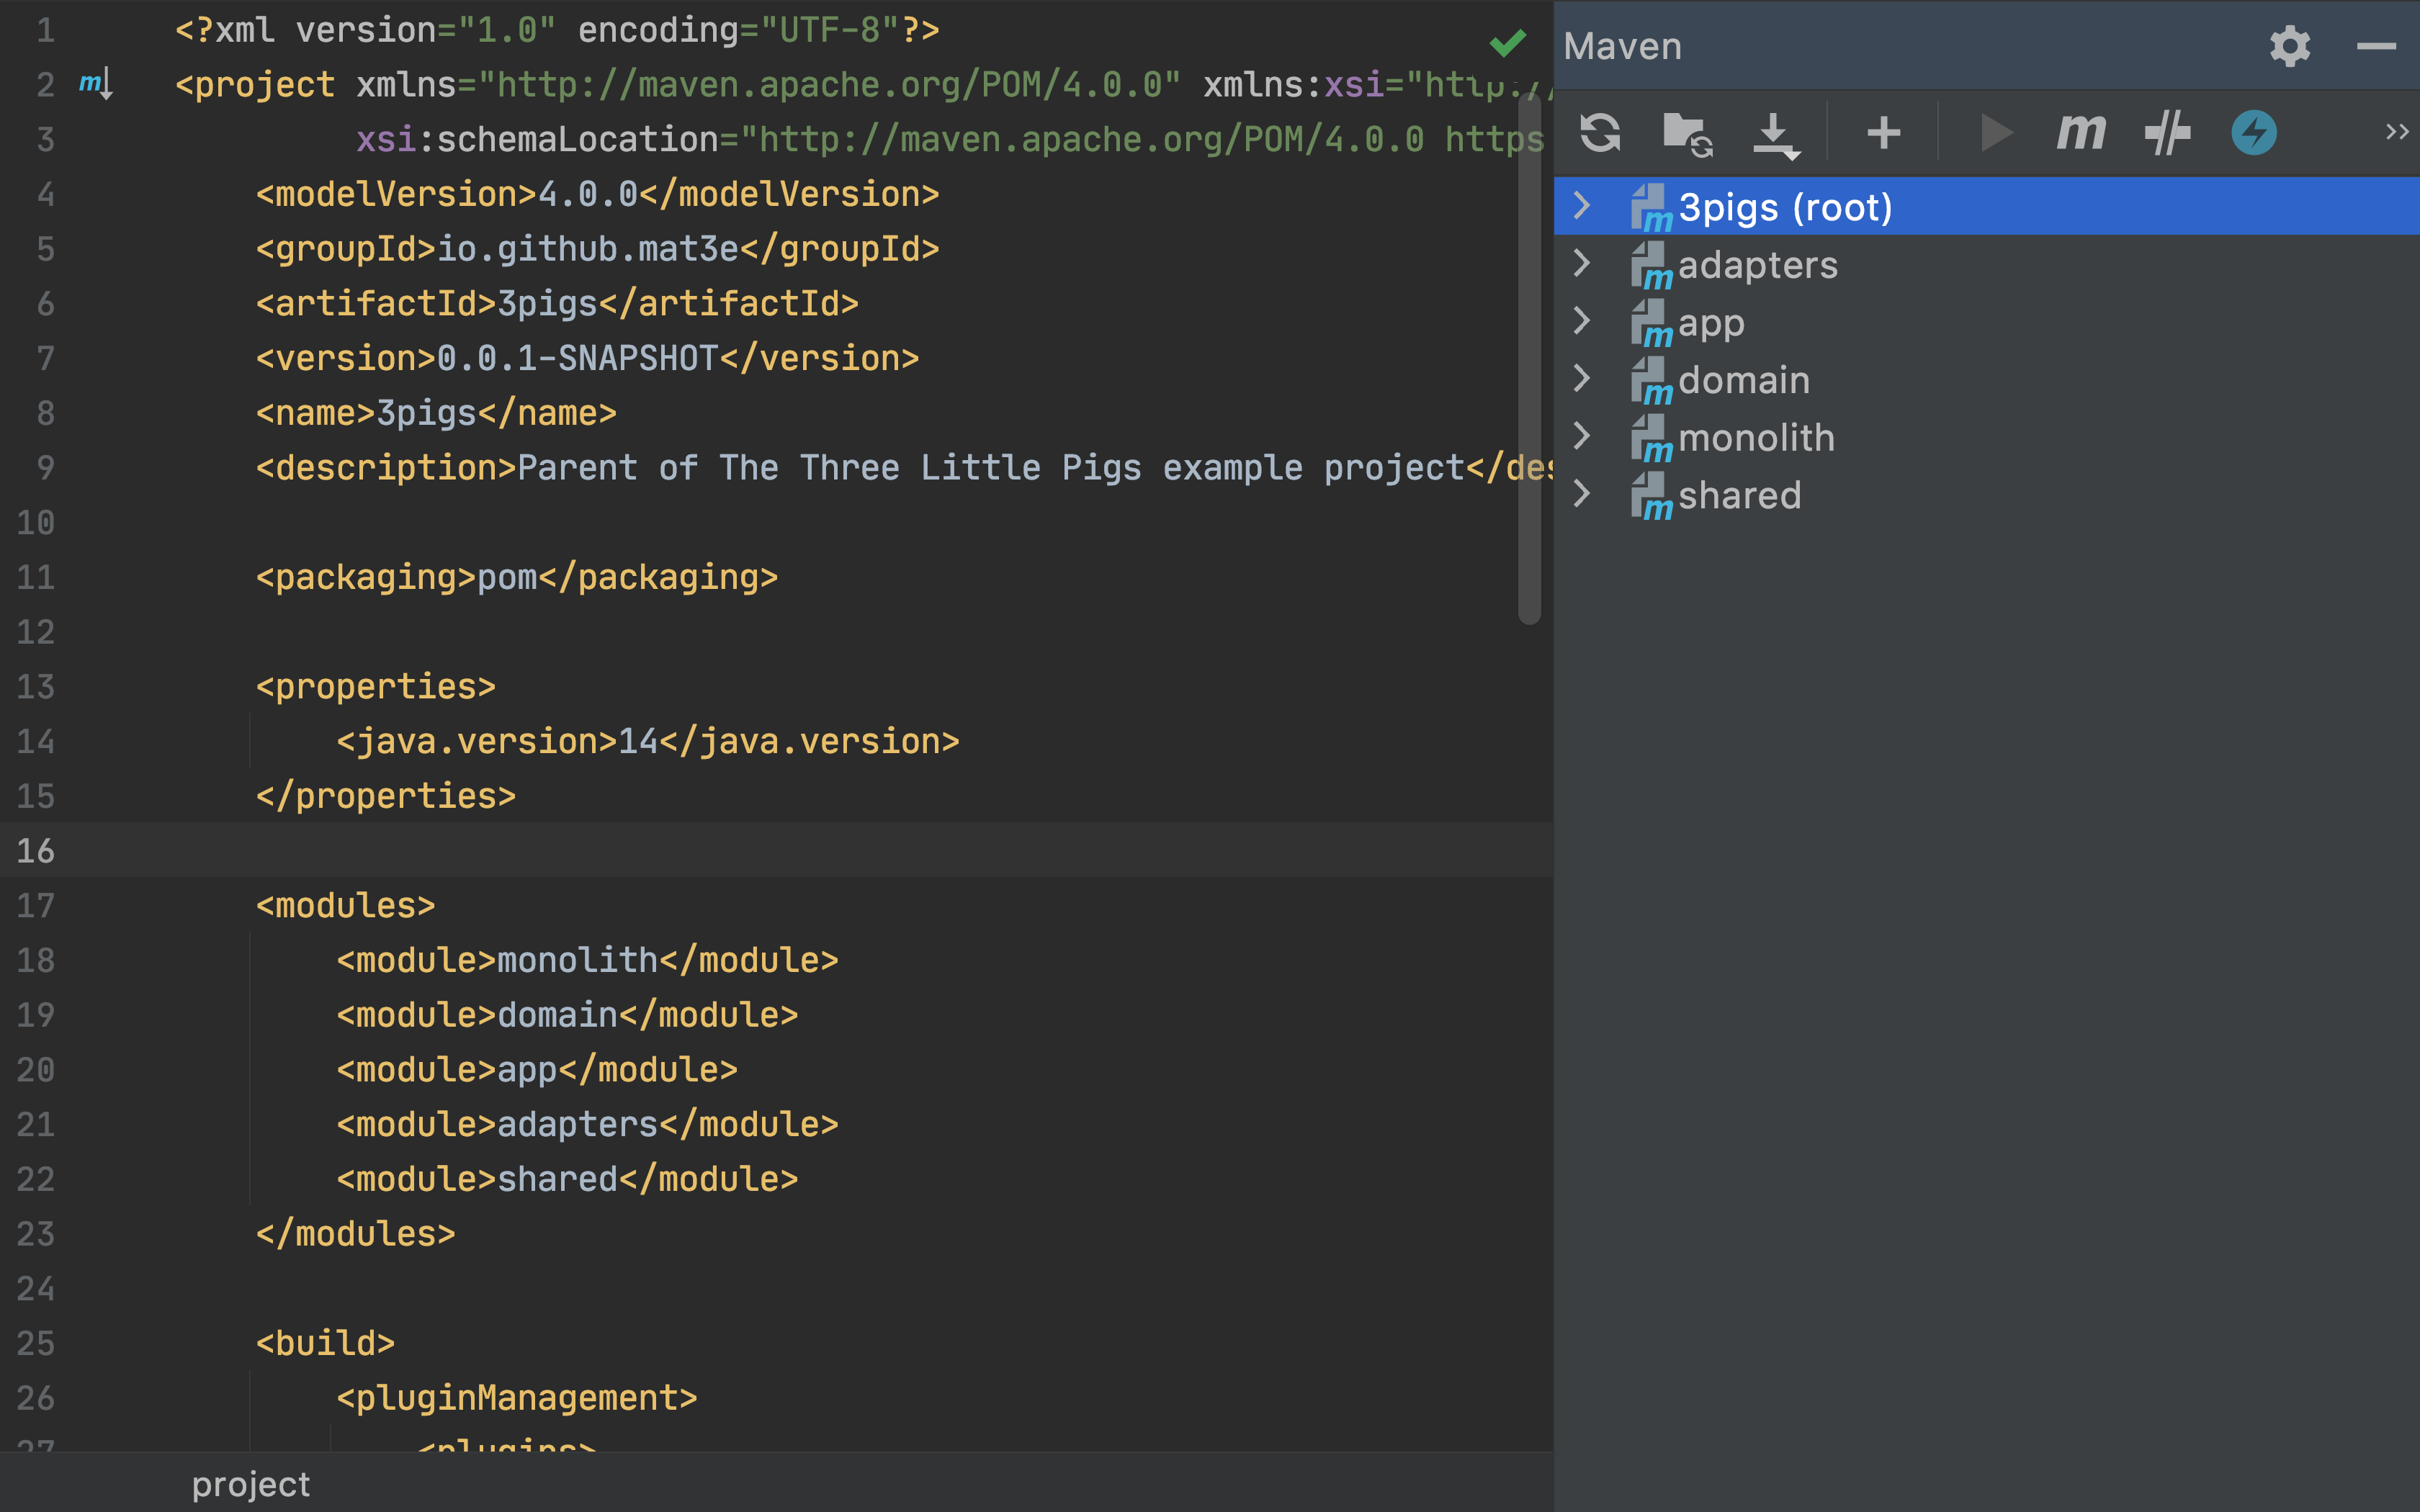 1 <?xml version="1.0" encoding="UTF-8"?>
2 <project xmlns="http://maven.apache.org/POM/4.0.0" xmlns:xsi="http:/
3 xsi:schemaLocation="http://maven.apache.org/POM/4.0.0 https
4 <modelVersion>4.0.0</modelVersion>
5 <groupId>io.github.mat3e</groupId>
6 <artifactId>3pigs</artifactId>
7 <version>0.0.1-SNAPSHOT</version>
8 <name>3pigs</name>
9 <description>Parent of The Three Little Pigs example project</des
10
11 <packaging>pom</packaging>
12
13 <properties>
14 <java.version>14</java.version>
15 </properties>
16
17 <modules>
18 <module>monolith</module>
19 <module>domain</module>
20 <module>app</module>
21 <module>adapters</module>
22 <module>shared</module>
23 </modules>
24
25 <build>
26 <pluginManagement>
27 <plugins>
project
Maven
3pigs (root)
adapters
app
domain
monolith
shared